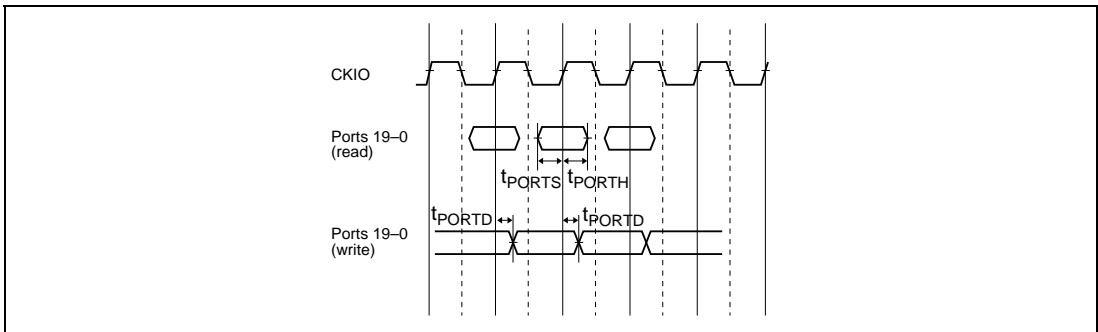 CKIO
Ports 19–0
(read)
tPORTS tPORTH
tPORTD tPORTD
Ports 19–0
(write)